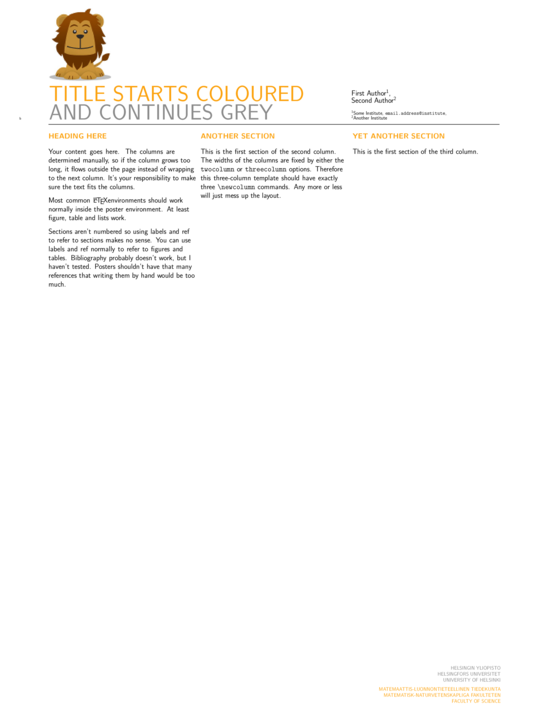 TITLE STARTS COLOURED
AND CONTINUES GREY
First Author¹,
Second Author²
¹Some Institute, email.address@institute,
²Another Institute
HEADING HERE
Your content goes here. The columns are
determined manually, so if the column grows too
long, it flows outside the page instead of wrapping
to the next column. It's your responsibility to make
sure the text fits the columns.
Most common LATEXenvironments should work
normally inside the poster environment. At least
figure, table and lists work.
Sections aren't numbered so using labels and ref
to refer to sections makes no sense. You can use
labels and ref normally to refer to figures and
tables. Bibliography probably doesn't work, but I
haven't tested. Posters shouldn't have that many
references that writing them by hand would be too
much.
ANOTHER SECTION
This is the first section of the second column.
The widths of the columns are fixed by either the
twocolumn or threecolumn options. Therefore
this three-column template should have exactly
three \newcolumn commands. Any more or less
will just mess up the layout.
YET ANOTHER SECTION
This is the first section of the third column.
HELSINGIN YLIOPISTO
HELSINGFORS UNIVERSITET
UNIVERSITY OF HELSINKI
MATEMAATTIS-LUONNONTIETEELLINEN TIEDEKUNTA
MATEMATISK-NATURVETENSKAPLIGA FAKULTETEN
FACULTY OF SCIENCE